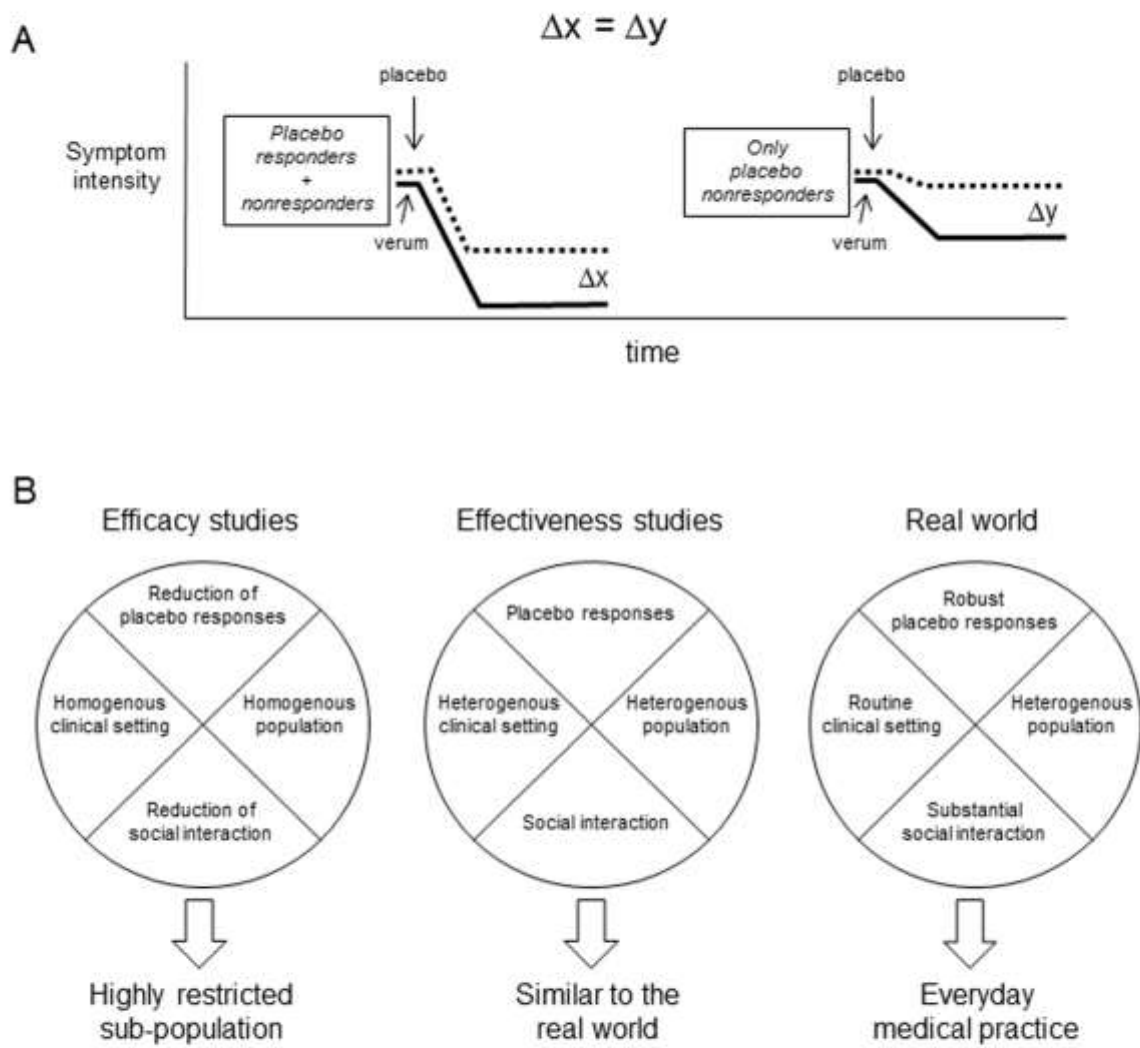 A
Δx = Δy
placebo
placebo
Symptom
intensity
Placebo
responders
+
nonresponders
Only
placebo
nonresponders
verum
verum
Δx
Δy
time
B
Efficacy studies
Effectiveness studies
Real world
Reduction of
placebo responses
Homogenous
clinical setting
Homogenous
population
Reduction of
social interaction
Placebo responses
Heterogenous
clinical setting
Heterogenous
population
Social interaction
Robust
placebo responses
Routine
clinical setting
Heterogenous
population
Substantial
social interaction
Highly restricted
sub-population
Similar to the
real world
Everyday
medical practice